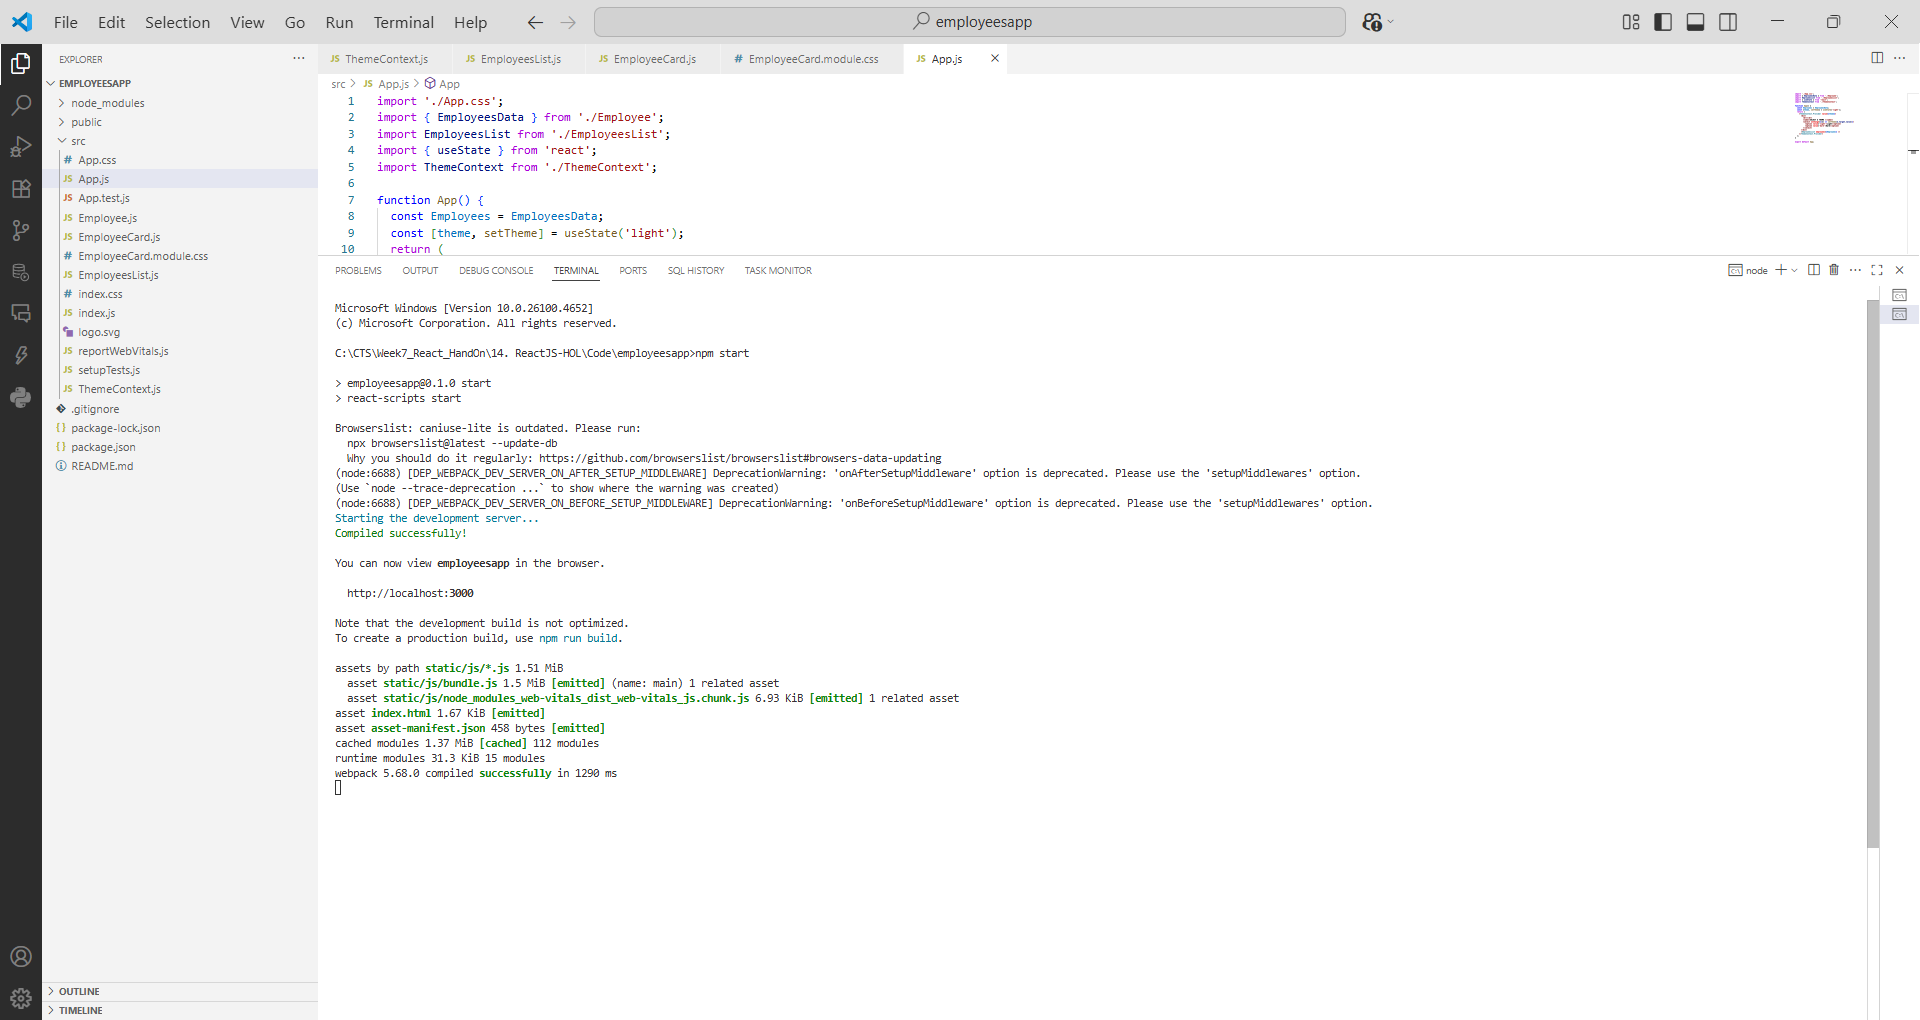 File Edit Selection View Go Run Terminal Help
employeesapp
EXPLORER
EMPLOYEESAPP
node_modules
public
src
# App.css
JS App.js
JS App.test.js
JS Employee.js
JS EmployeeCard.js
# EmployeeCard.module.css
JS EmployeesList.js
# index.css
JS index.js
logo.svg
JS reportWebVitals.js
JS setupTests.js
JS ThemeContext.js
.gitignore
{} package-lock.json
{} package.json
README.md
OUTLINE
TIMELINE
JS ThemeContext.js JS EmployeesList.js JS EmployeeCard.js # EmployeeCard.module.css JS App.js
src > JS App.js > App
1 import './App.css';
2 import { EmployeesData } from './Employee';
3 import EmployeesList from './EmployeesList';
4 import { useState } from 'react';
5 import ThemeContext from './ThemeContext';
6
7 function App() {
8 const Employees = EmployeesData;
9 const [theme, setTheme] = useState('light');
10 return (
PROBLEMS OUTPUT DEBUG CONSOLE TERMINAL PORTS SQL HISTORY TASK MONITOR
node
Microsoft Windows [Version 10.0.26100.4652]
(c) Microsoft Corporation. All rights reserved.
C:\CTS\Week7_React_HandOn\14. ReactJS-HOL\Code\employeesapp>npm start
> employeesapp@0.1.0 start
> react-scripts start
Browserslist: caniuse-lite is outdated. Please run:
npx browserslist@latest --update-db
Why you should do it regularly: https://github.com/browserslist/browserslist#browsers-data-updating
(node:6688) [DEP_WEBPACK_DEV_SERVER_ON_AFTER_SETUP_MIDDLEWARE] DeprecationWarning: 'onAfterSetupMiddleware' option is deprecated. Please use the 'setupMiddlewares' option.
(Use `node --trace-deprecation ...` to show where the warning was created)
(node:6688) [DEP_WEBPACK_DEV_SERVER_ON_BEFORE_SETUP_MIDDLEWARE] DeprecationWarning: 'onBeforeSetupMiddleware' option is deprecated. Please use the 'setupMiddlewares' option.
Starting the development server...
Compiled successfully!
You can now view employeesapp in the browser.
http://localhost:3000
Note that the development build is not optimized.
To create a production build, use npm run build.
assets by path static/js/*.js 1.51 MiB
asset static/js/bundle.js 1.5 MiB [emitted] (name: main) 1 related asset
asset static/js/node_modules_web-vitals_dist_web-vitals_js.chunk.js 6.93 KiB [emitted] 1 related asset
asset index.html 1.67 KiB [emitted]
asset asset-manifest.json 458 bytes [emitted]
cached modules 1.37 MiB [cached] 112 modules
runtime modules 31.3 KiB 15 modules
webpack 5.68.0 compiled successfully in 1290 ms